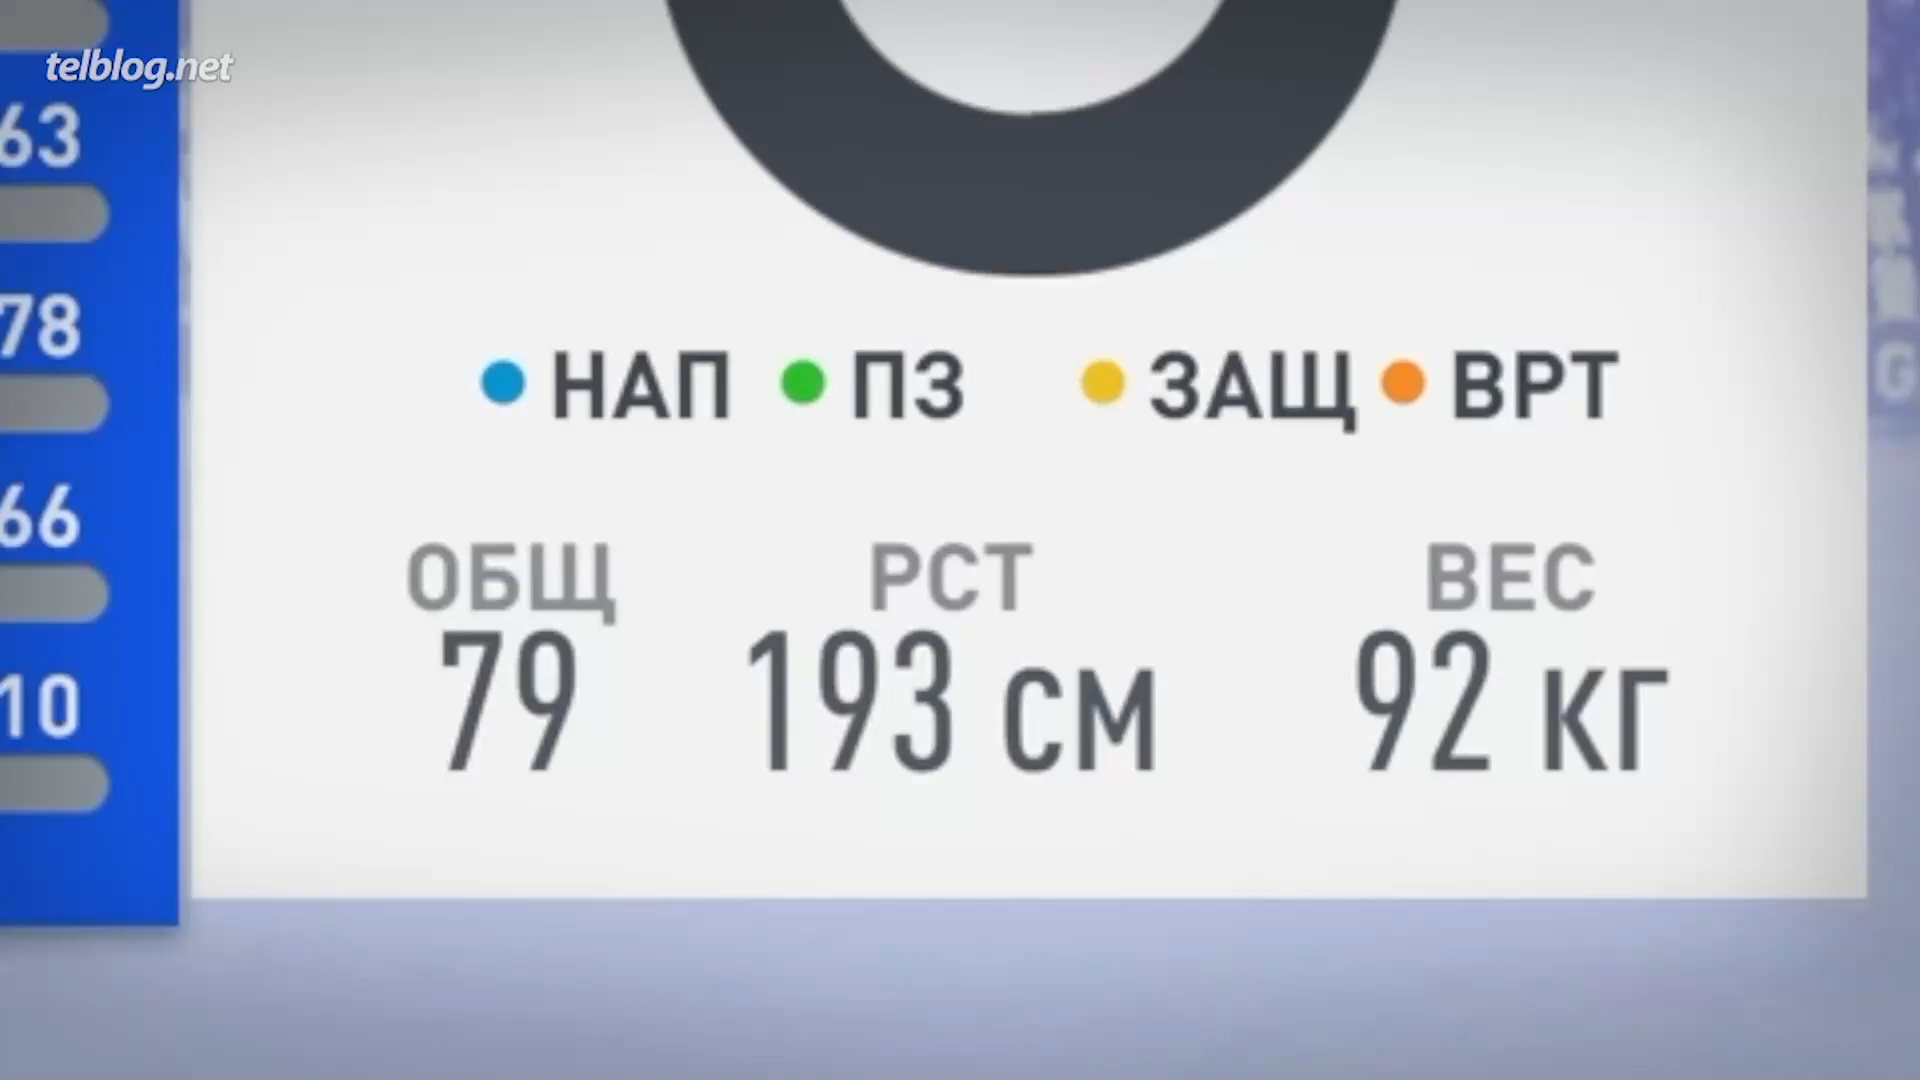 telblog.net
63
78
66
10
НАП ПЗ ЗАЩ ВРТ
ОБЩ РСТ ВЕС
79 193 см 92 кг